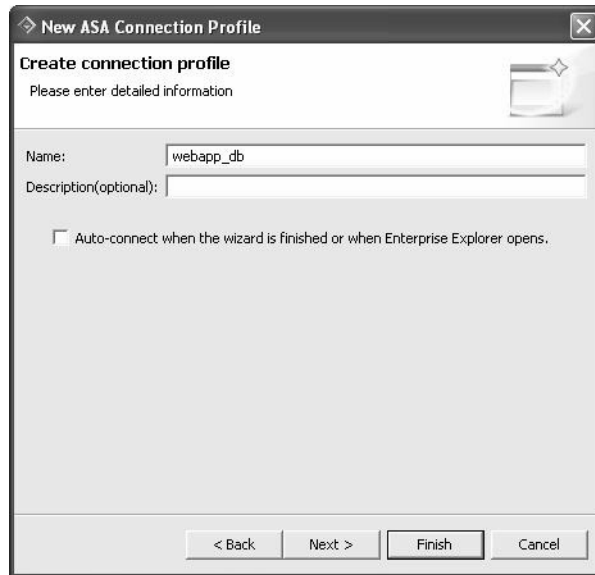 New ASA Connection Profile
Create connection profile
Please enter detailed information
Name: webapp_db
Description(optional):
Auto-connect when the wizard is finished or when Enterprise Explorer opens.
< Back Next > Finish Cancel